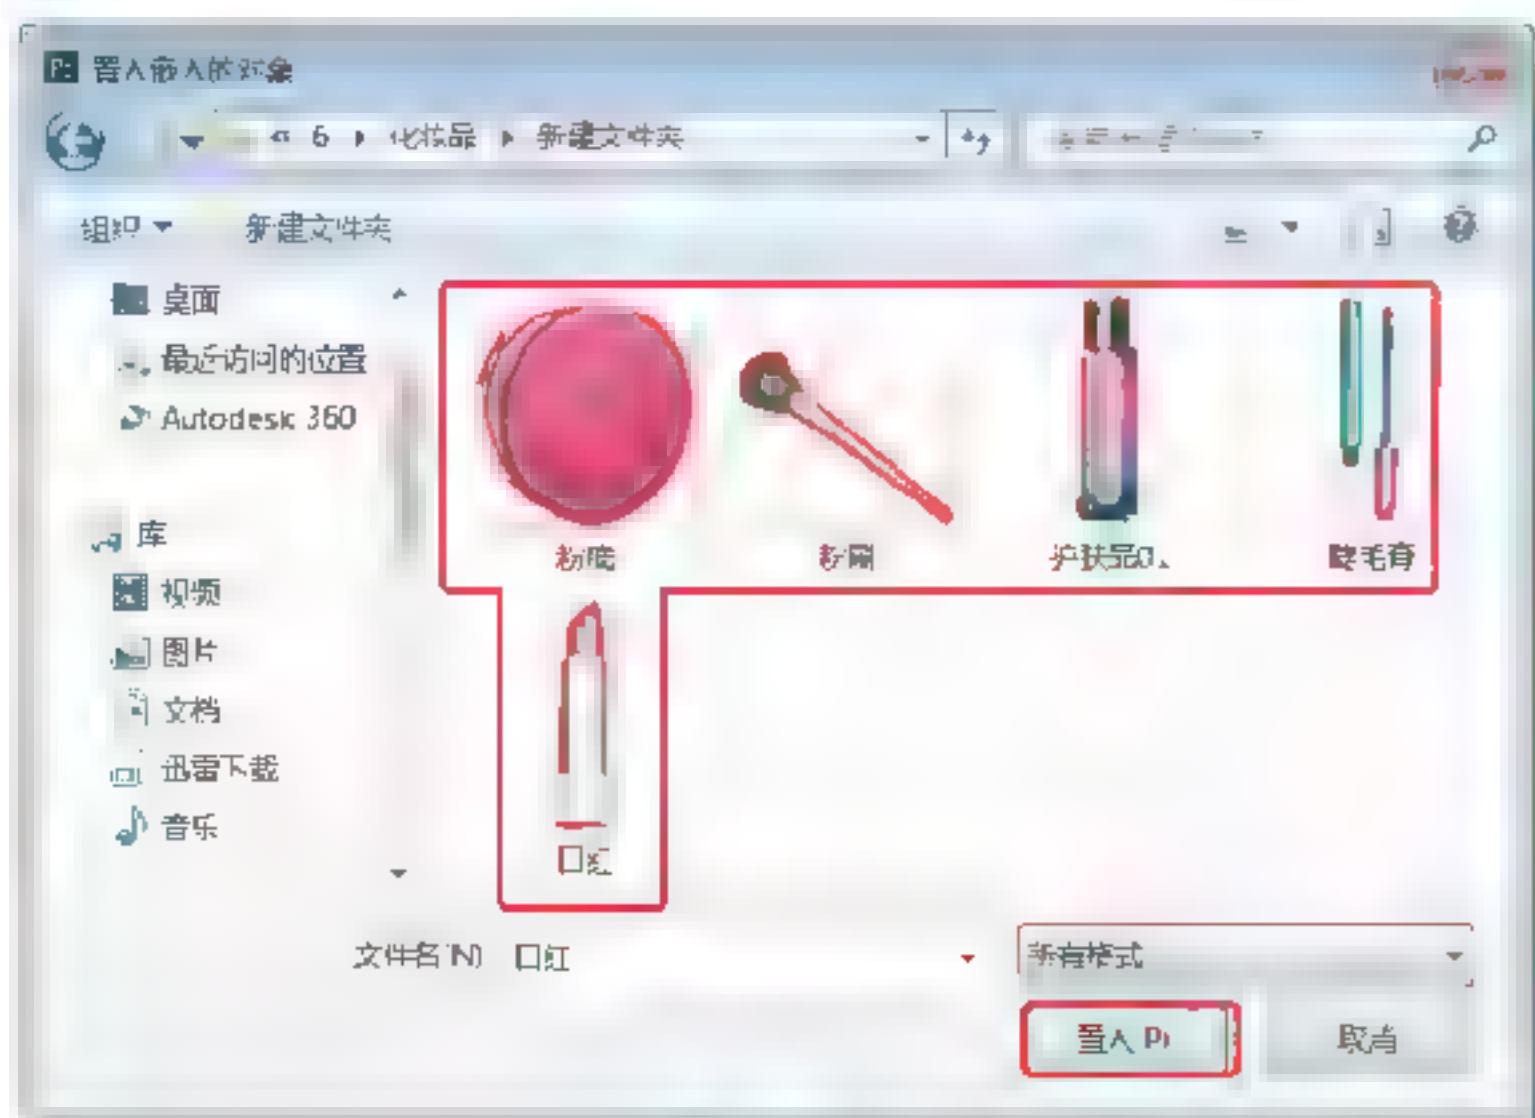 置入嵌入的对象
« 6 ▸ 化妆品 ▸ 新建文件夹
组织 新建文件夹
桌面
最近访问的位置
Autodesk 360
库
视频
图片
文档
迅雷下载
音乐
粉底 粉刷 护肤品 睫毛膏
口红
文件名(N) 口红 所有格式
置入(P) 取消